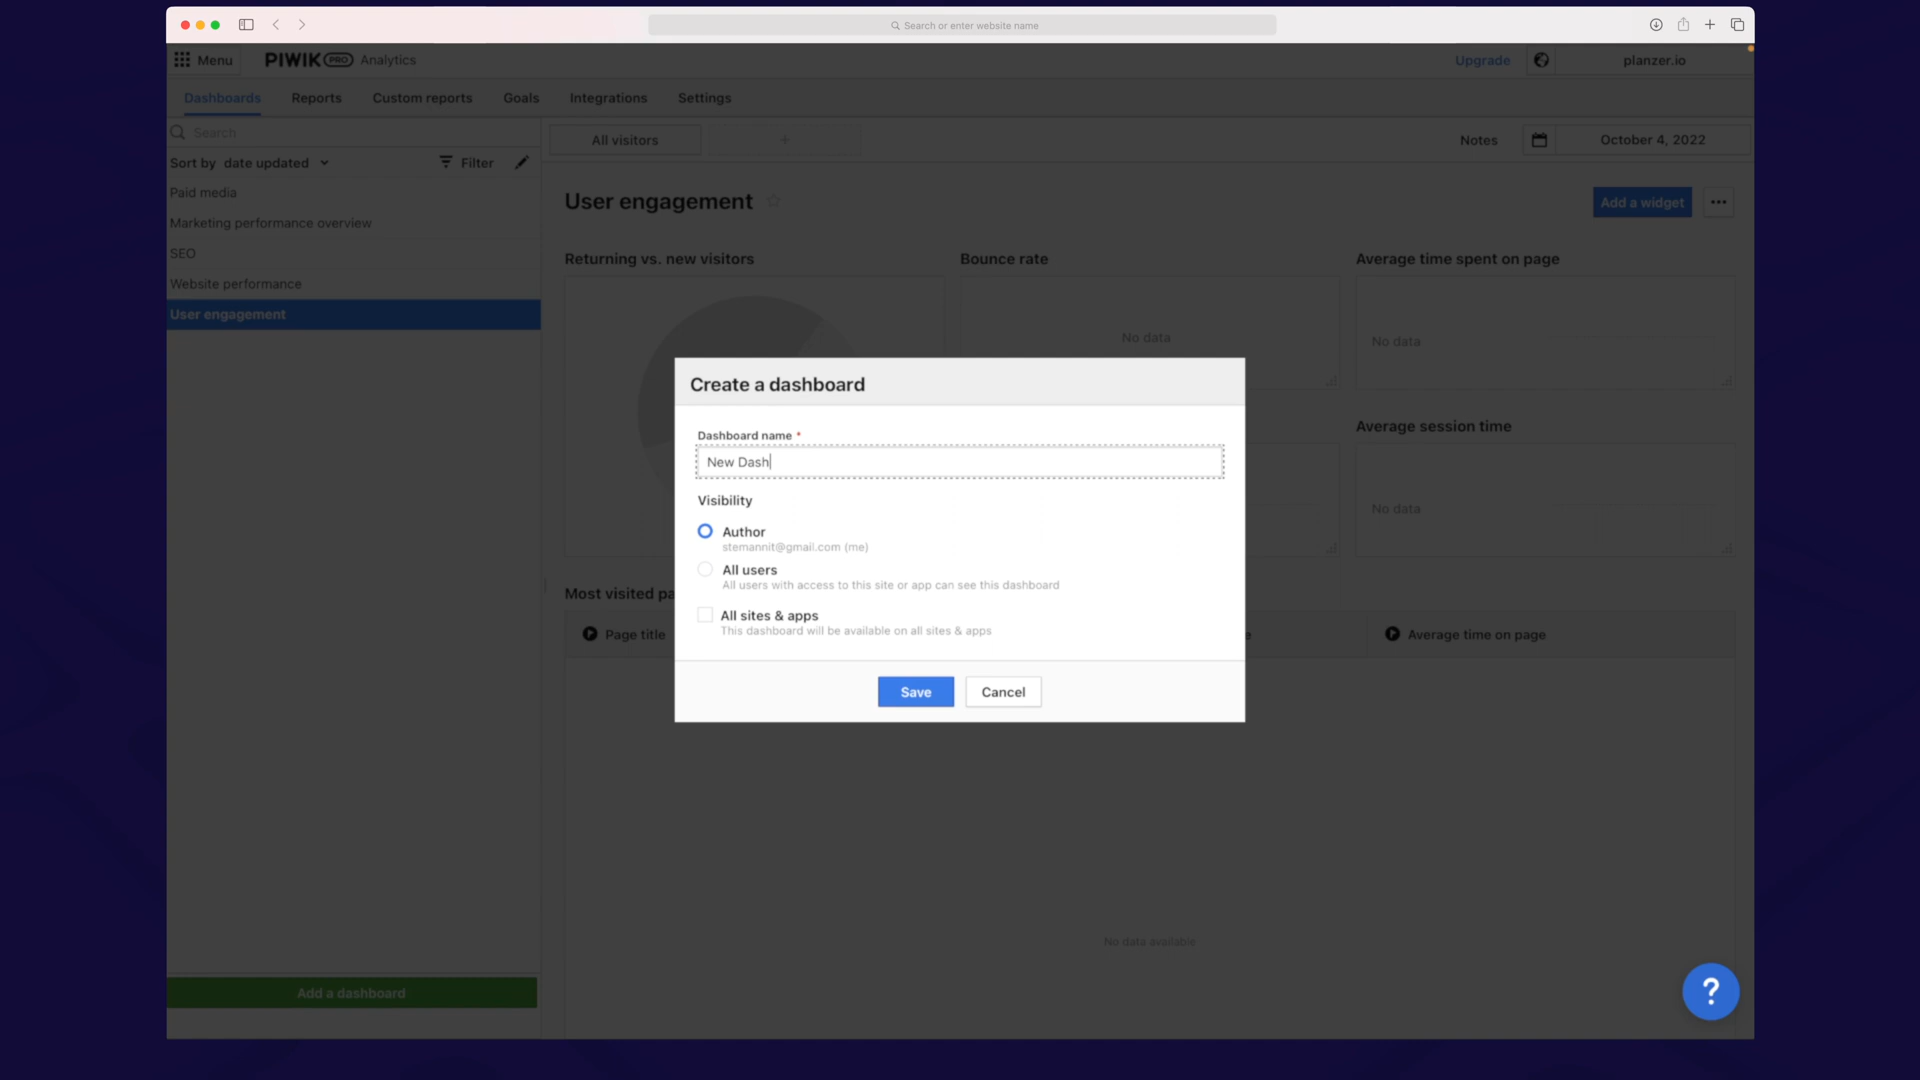 Search or enter website name
Menu
PIWIK PRO Analytics
Upgrade
planzer.io
Dashboards
Reports
Custom reports
Goals
Integrations
Settings
Search
All visitors
+
Notes
October 4, 2022
Sort by date updated
Filter
Paid media
Marketing performance overview
SEO
Website performance
User engagement
User engagement
Add a widget
Returning vs. new visitors
Bounce rate
Average time spent on page
No data
No data
Average session time
No data
Create a dashboard
Dashboard name *
New Dash
Visibility
Author
stemannit@gmail.com (me)
All users
All users with access to this site or app can see this dashboard
All sites & apps
This dashboard will be available on all sites & apps
Save
Cancel
Most visited pa
Page title
e
Average time on page
No data available
Add a dashboard
?